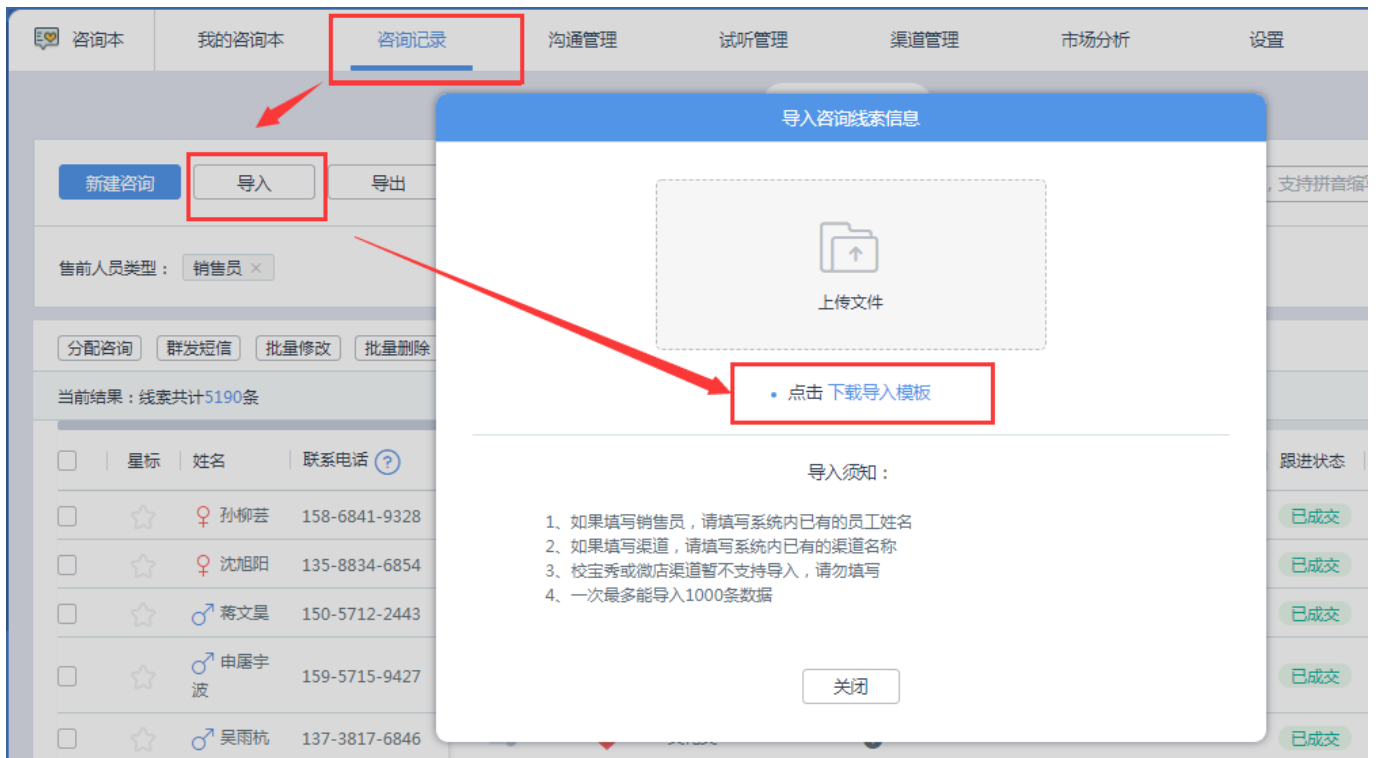 咨询本
我的咨询本
咨询记录
沟通管理
试听管理
渠道管理
市场分析
设置
导入咨询线索信息
新建咨询
导入
导出
，支持拼音缩
售前人员类型：
销售员 ×
上传文件
分配咨询
群发短信
批量修改
批量删除
点击 下载导入模板
当前结果：线索共计5190条
星标
姓名
联系电话 ?
跟进状态
导入须知：
1、如果填写销售员，请填写系统内已有的员工姓名
2、如果填写渠道，请填写系统内已有的渠道名称
3、校宝秀或微店渠道暂不支持导入，请勿填写
4、一次最多能导入1000条数据
孙柳芸
158-6841-9328
已成交
沈旭阳
135-8834-6854
已成交
蒋文昊
150-5712-2443
已成交
申屠宇
波
159-5715-9427
已成交
关闭
吴雨杭
137-3817-6846
已成交